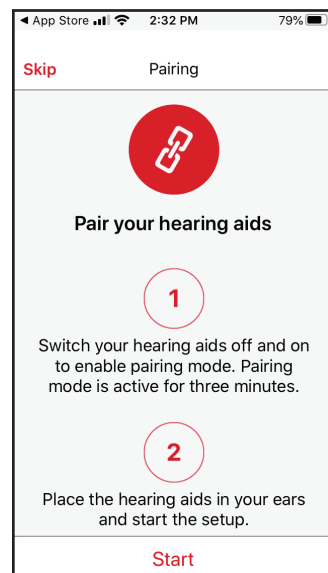 App Store 2:32 PM 79%
Skip Pairing
Pair your hearing aids
1
Switch your hearing aids off and on
to enable pairing mode. Pairing
mode is active for three minutes.
2
Place the hearing aids in your ears
and start the setup.
Start